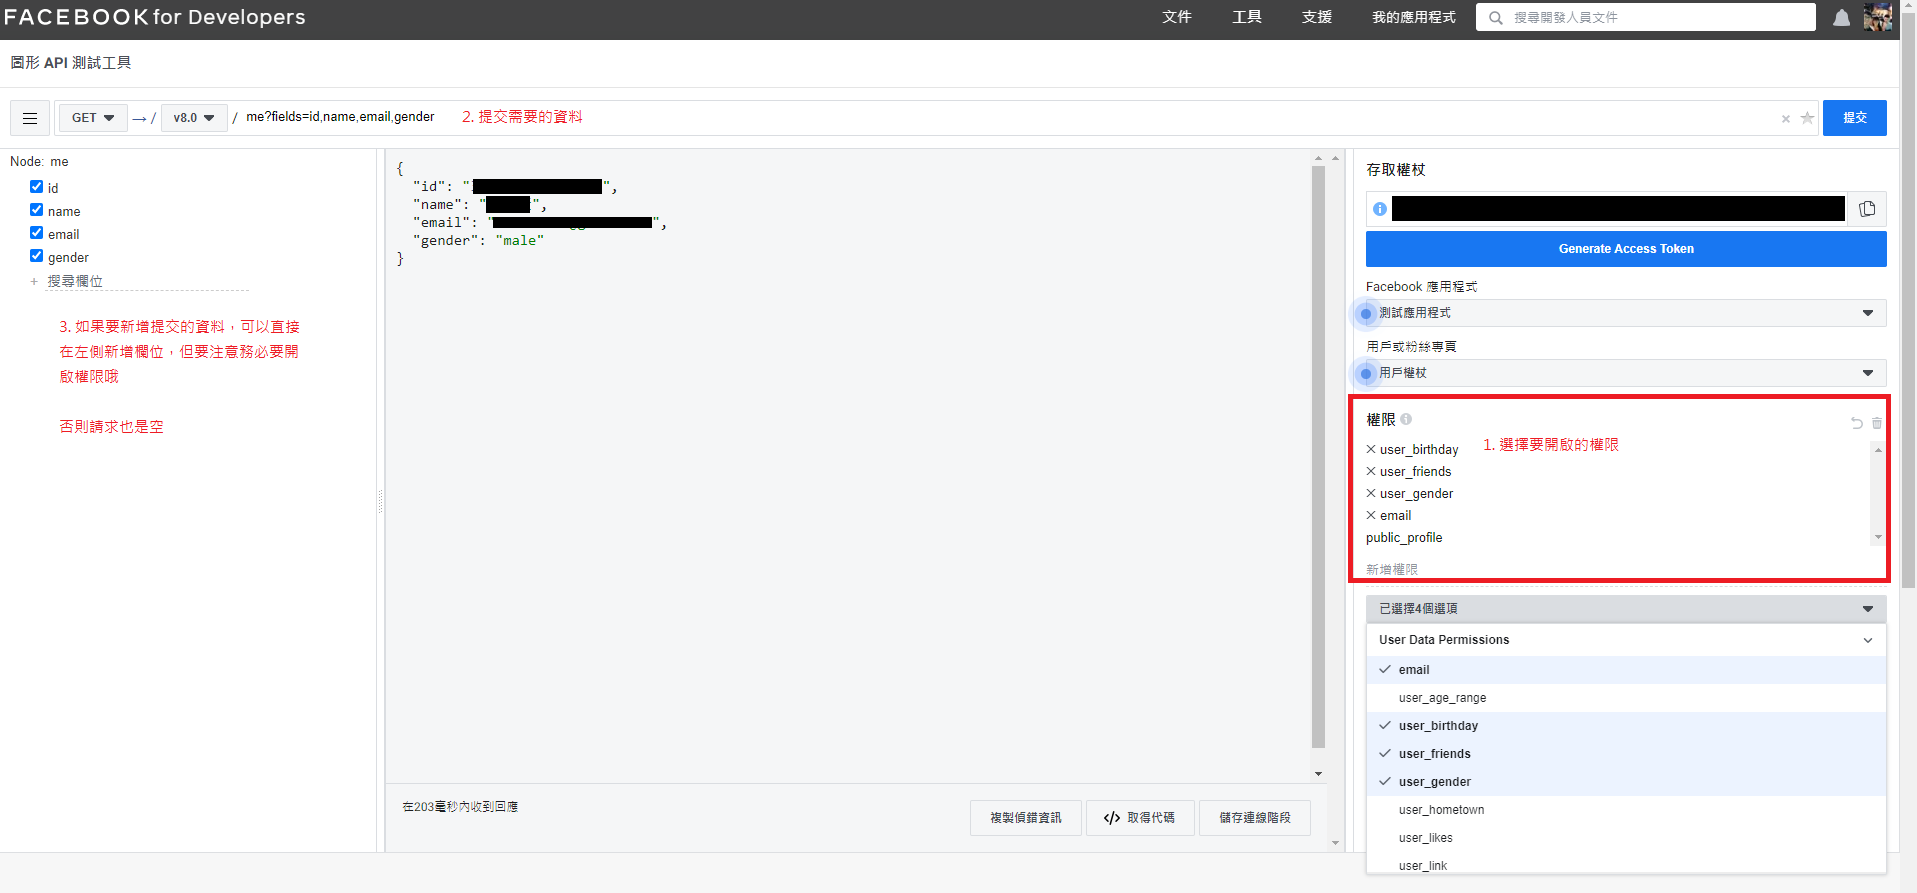 FACEBOOK for Developers
文件 工具 支援 我的應用程式 搜尋開發人員文件
圖形 API 測試工具
GET → / v8.0 / me?fields=id,name,email,gender 2. 提交需要的資料 × 提交
Node: me
id
name
email
gender
+ 搜尋欄位
3. 如果要新增提交的資料，可以直接
在左側新增欄位，但要注意務必要開
啟權限哦
否則請求也是空
{
"id": "",
"name": "",
"email": "",
"gender": "male"
}
在203毫秒內收到回應
複製偵錯資訊 </> 取得代碼 儲存連線階段
存取權杖
Generate Access Token
Facebook 應用程式
測試應用程式
用戶或粉絲專頁
用戶權杖
權限
1. 選擇要開啟的權限
× user_birthday
× user_friends
× user_gender
× email
public_profile
新增權限
已選擇4個選項
User Data Permissions
✓ email
user_age_range
✓ user_birthday
✓ user_friends
✓ user_gender
user_hometown
user_likes
user_link